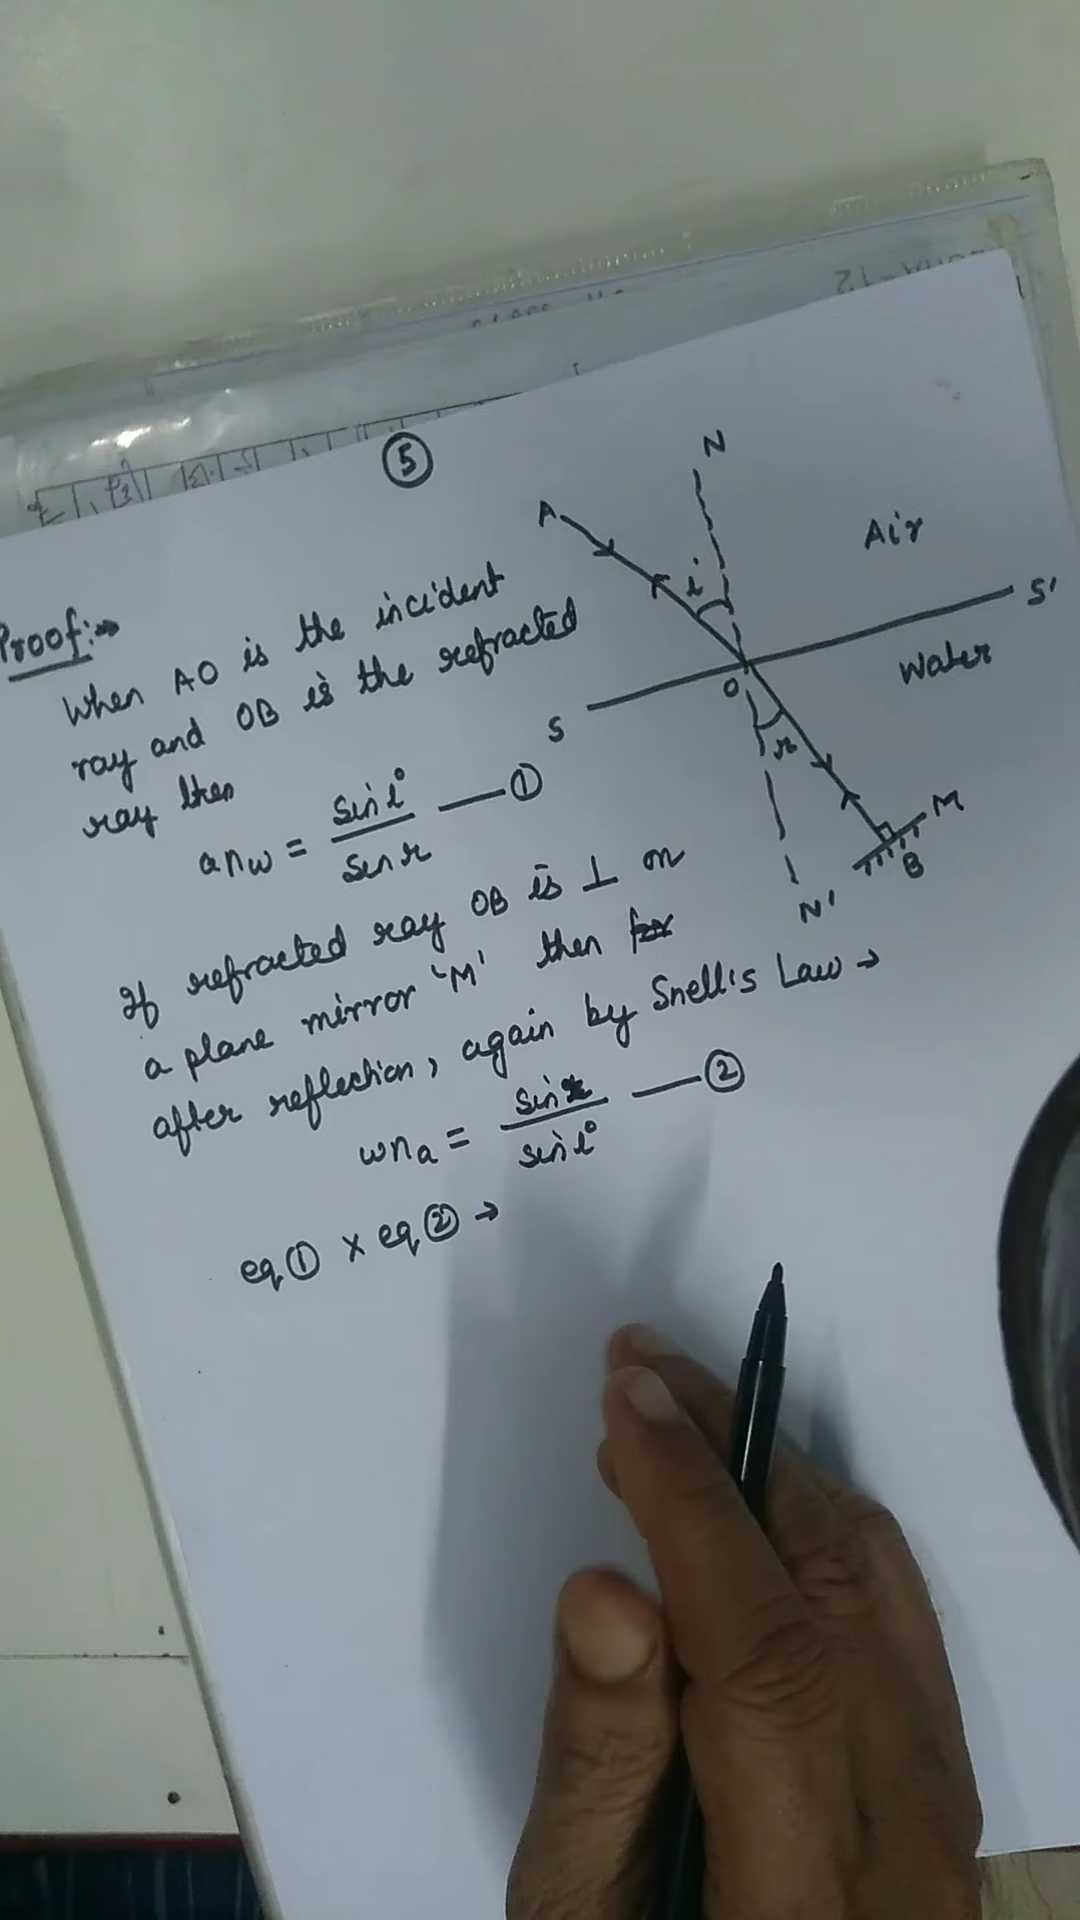 5
Proof:→
When AO is the incident
ray and OB is the refracted
ray then
anw = sin i / sin r —— 1
If refracted ray OB is ⊥ on
a plane mirror 'M' then
after reflection, again by Snell's Law →
wna = sin r / sin i —— 2
eq 1 × eq 2 →
N
A
Air
i
S'
O
Water
S
r
M
B
N'